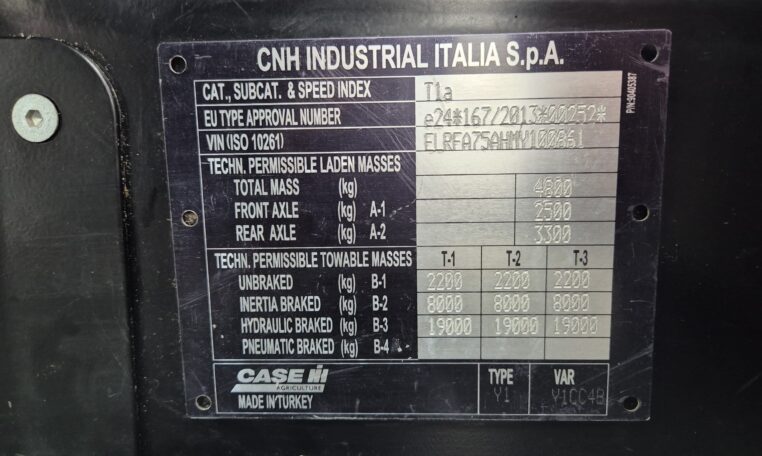 CNH INDUSTRIAL ITALIA S.p.A.
CAT., SUBCAT. & SPEED INDEX T1a
EU TYPE APPROVAL NUMBER e24*167/2013*00252*
VIN (ISO 10261) ELRFA75AHMV100861
TECHN. PERMISSIBLE LADEN MASSES
TOTAL MASS (kg) 4800
FRONT AXLE (kg) A-1 2500
REAR AXLE (kg) A-2 3300
TECHN. PERMISSIBLE TOWABLE MASSES T-1 T-2 T-3
UNBRAKED (kg) B-1 2200 2200 2200
INERTIA BRAKED (kg) B-2 8000 8000 8000
HYDRAULIC BRAKED (kg) B-3 19000 19000 19000
PNEUMATIC BRAKED (kg) B-4
CASE IH TYPE VAR
AGRICULTURE
MADE IN TURKEY Y1 Y1CC4B
P/N:90405387